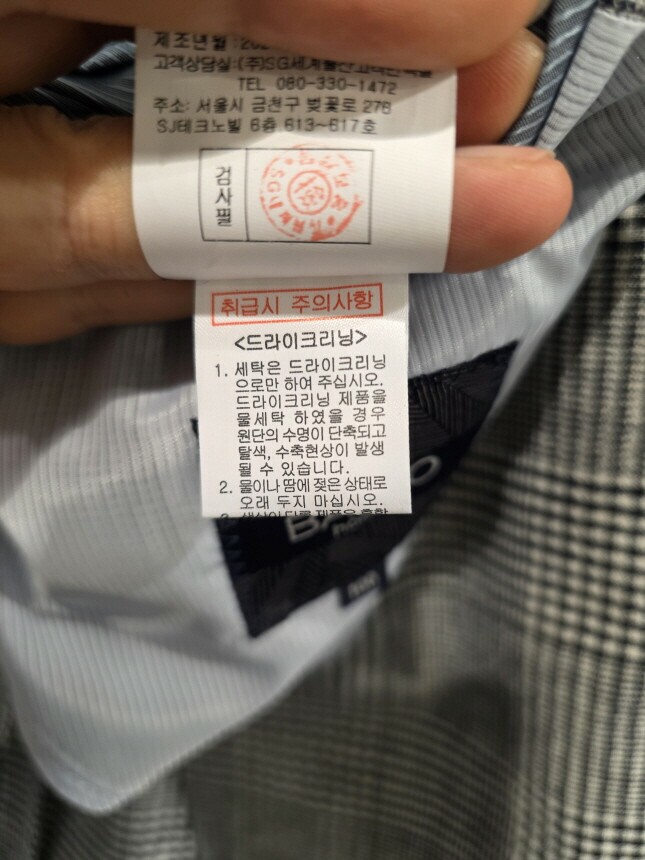 제조년월 : 202
고객상담실:(주)SG세계물산고객만족실
TEL 080-330-1472
주소: 서울시 금천구 벚꽃로 276
SJ테크노빌 6층 613~617호
검사필
취급시 주의사항
<드라이크리닝>
1. 세탁은 드라이크리닝
으로만 하여 주십시오.
드라이크리닝 제품을
물세탁 하였을 경우
원단의 수명이 단축되고
탈색, 수축현상이 발생
될 수 있습니다.
2. 물이나 땀에 젖은 상태로
오래 두지 마십시오.